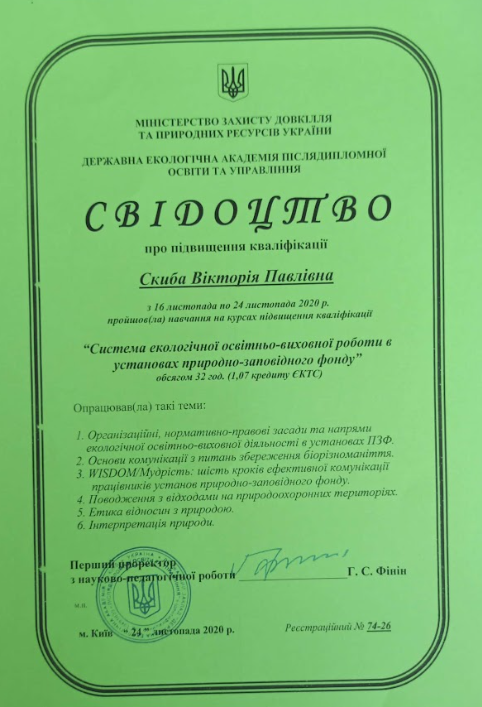 МІНІСТЕРСТВО ЗАХИСТУ ДОВКІЛЛЯ
ТА ПРИРОДНИХ РЕСУРСІВ УКРАЇНИ
ДЕРЖАВНА ЕКОЛОГІЧНА АКАДЕМІЯ ПІСЛЯДИПЛОМНОЇ
ОСВІТИ ТА УПРАВЛІННЯ
СВІДОЦТВО
про підвищення кваліфікації
Скиба Вікторія Павлівна
з 16 листопада по 24 листопада 2020 р.
пройшов(ла) навчання на курсах підвищення кваліфікації
“Система екологічної освітньо-виховної роботи в
установах природно-заповідного фонду”
обсягом 32 год. (1,07 кредиту ЄКТС)
Опрацював(ла) такі теми:
1. Організаційні, нормативно-правові засади та напрями
екологічної освітньо-виховної діяльності в установах ПЗФ.
2. Основи комунікації з питань збереження біорізноманіття.
3. WISDOM/Мудрість: шість кроків ефективної комунікації
працівників установ природно-заповідного фонду.
4. Поводження з відходами на природоохоронних територіях.
5. Етика відносин з природою.
6. Інтерпретація природи.
Перший проректор
з науково-педагогічної роботи Г. С. Фінін
м.п.
м. Київ “ 24 ” листопада 2020 р. Реєстраційний № 74-26